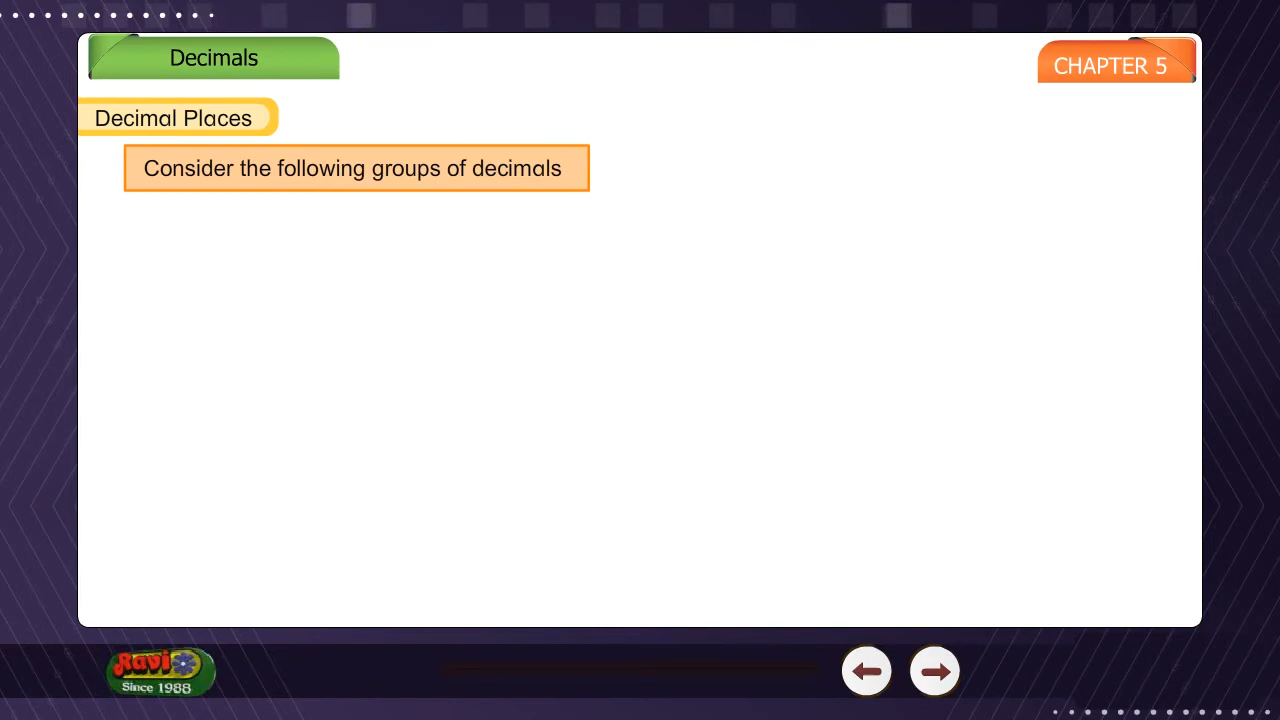 Decimals
CHAPTER 5
Decimal Places
Consider the following groups of decimals
Ravi
Since 1988